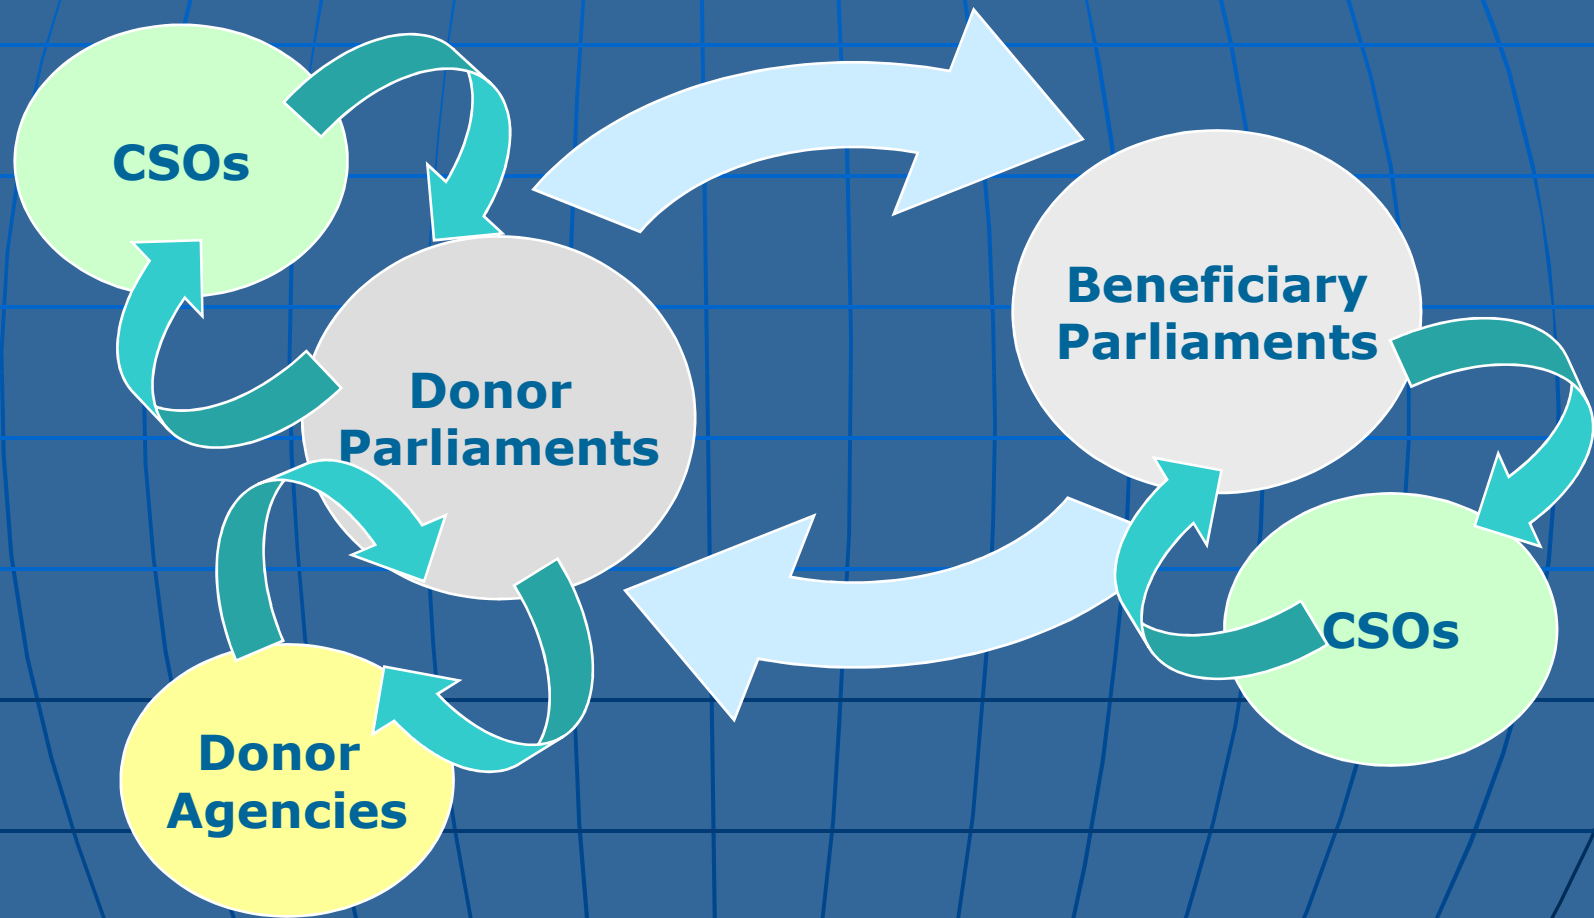 CSOs
Donor
Parliaments
Donor
Agencies
Beneficiary
Parliaments
CSOs